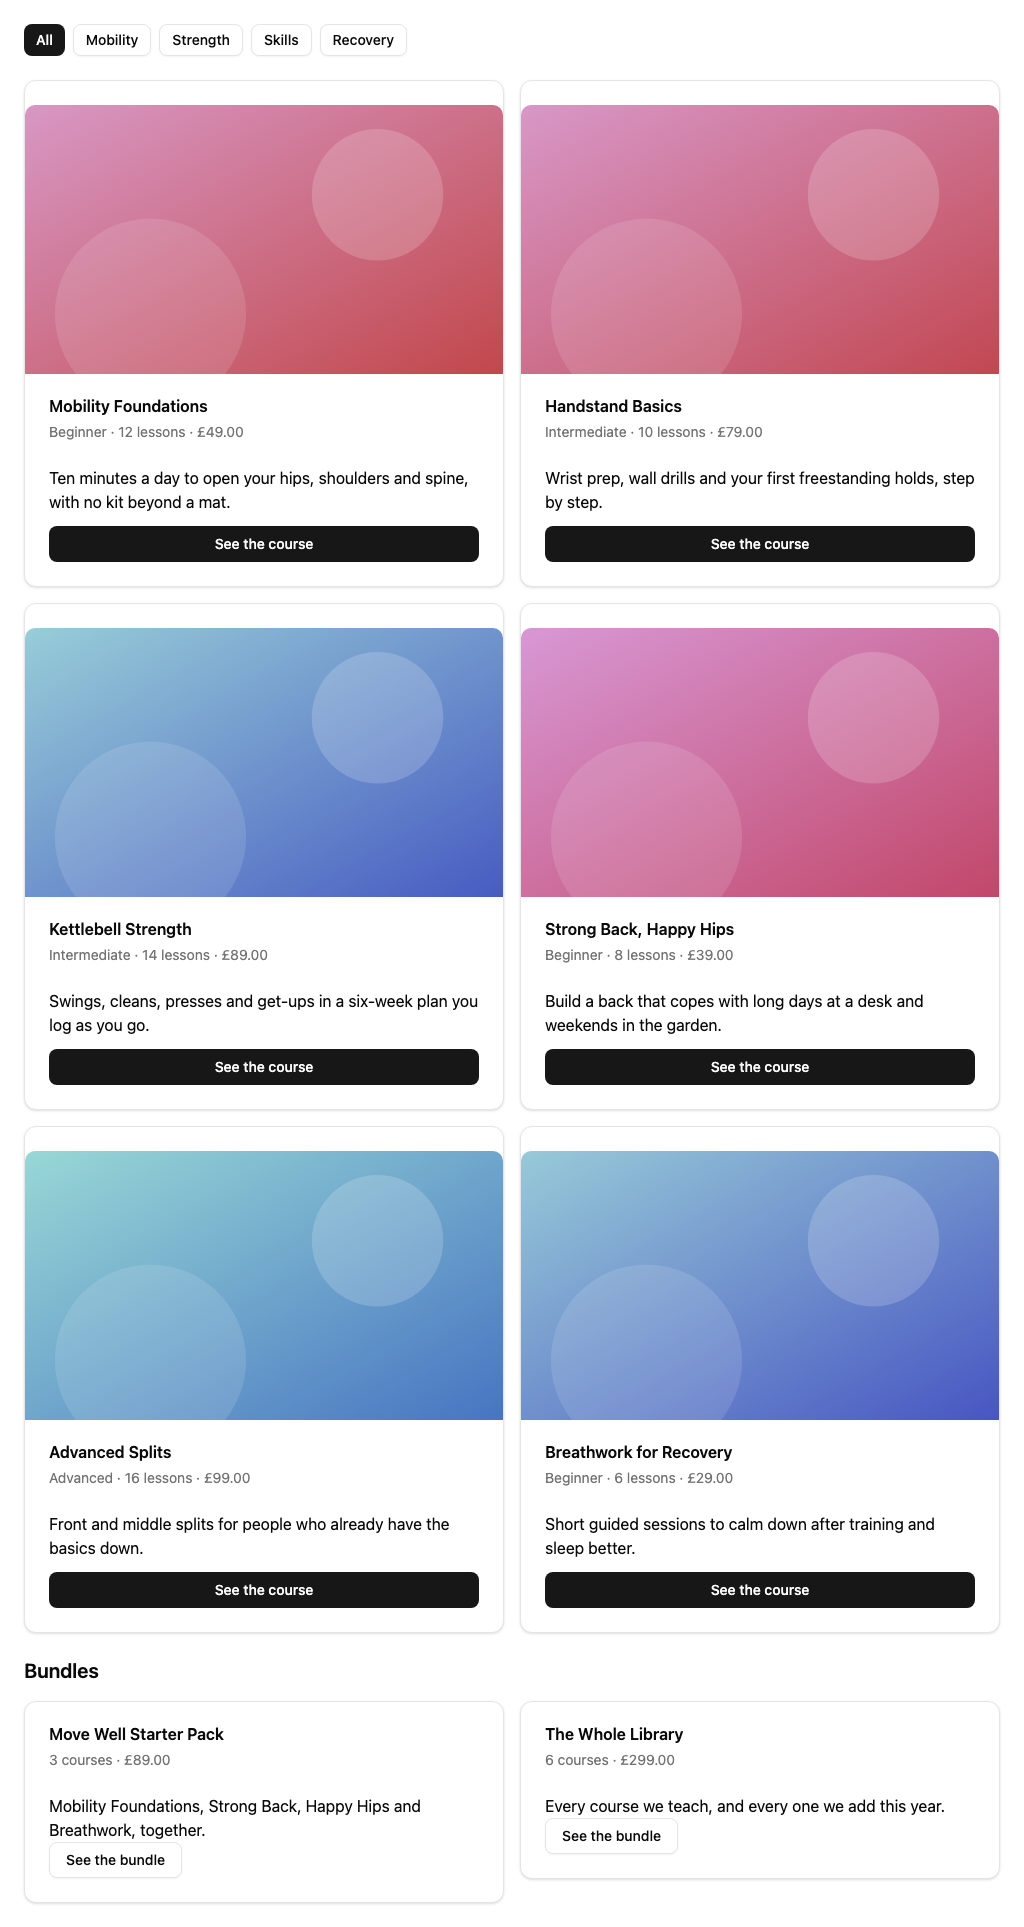 All
Mobility
Strength
Skills
Recovery
Mobility Foundations
Beginner · 12 lessons · £49.00
Ten minutes a day to open your hips, shoulders and spine,
with no kit beyond a mat.
See the course
Handstand Basics
Intermediate · 10 lessons · £79.00
Wrist prep, wall drills and your first freestanding holds, step
by step.
See the course
Kettlebell Strength
Intermediate · 14 lessons · £89.00
Swings, cleans, presses and get-ups in a six-week plan you
log as you go.
See the course
Strong Back, Happy Hips
Beginner · 8 lessons · £39.00
Build a back that copes with long days at a desk and
weekends in the garden.
See the course
Advanced Splits
Advanced · 16 lessons · £99.00
Front and middle splits for people who already have the
basics down.
See the course
Breathwork for Recovery
Beginner · 6 lessons · £29.00
Short guided sessions to calm down after training and
sleep better.
See the course
Bundles
Move Well Starter Pack
3 courses · £89.00
Mobility Foundations, Strong Back, Happy Hips and
Breathwork, together.
See the bundle
The Whole Library
6 courses · £299.00
Every course we teach, and every one we add this year.
See the bundle